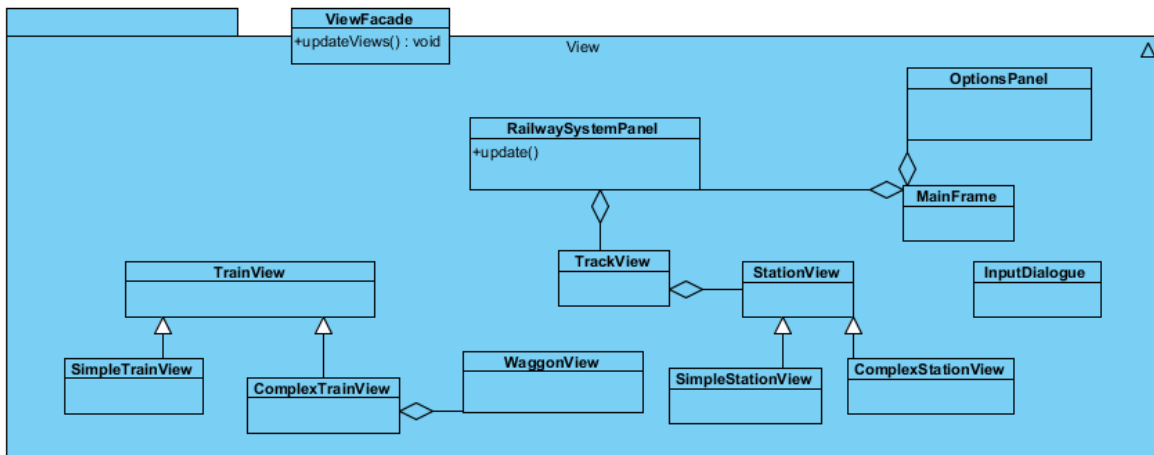 ViewFacade
+updateViews() : void
View
OptionsPanel
RailwaySystemPanel
+update()
MainFrame
TrackView
StationView
InputDialogue
TrainView
SimpleTrainView
ComplexTrainView
WaggonView
SimpleStationView
ComplexStationView